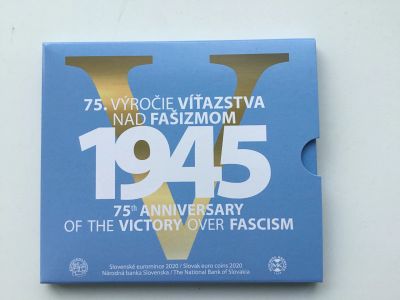 V
75. VÝROČIE VÍŤAZSTVA
NAD FAŠIZMOM
1945
75th ANNIVERSARY
OF THE VICTORY OVER FASCISM
Slovenské euromince 2020 / Slovak euro coins 2020
Národná banka Slovenska / The National Bank of Slovakia
MK